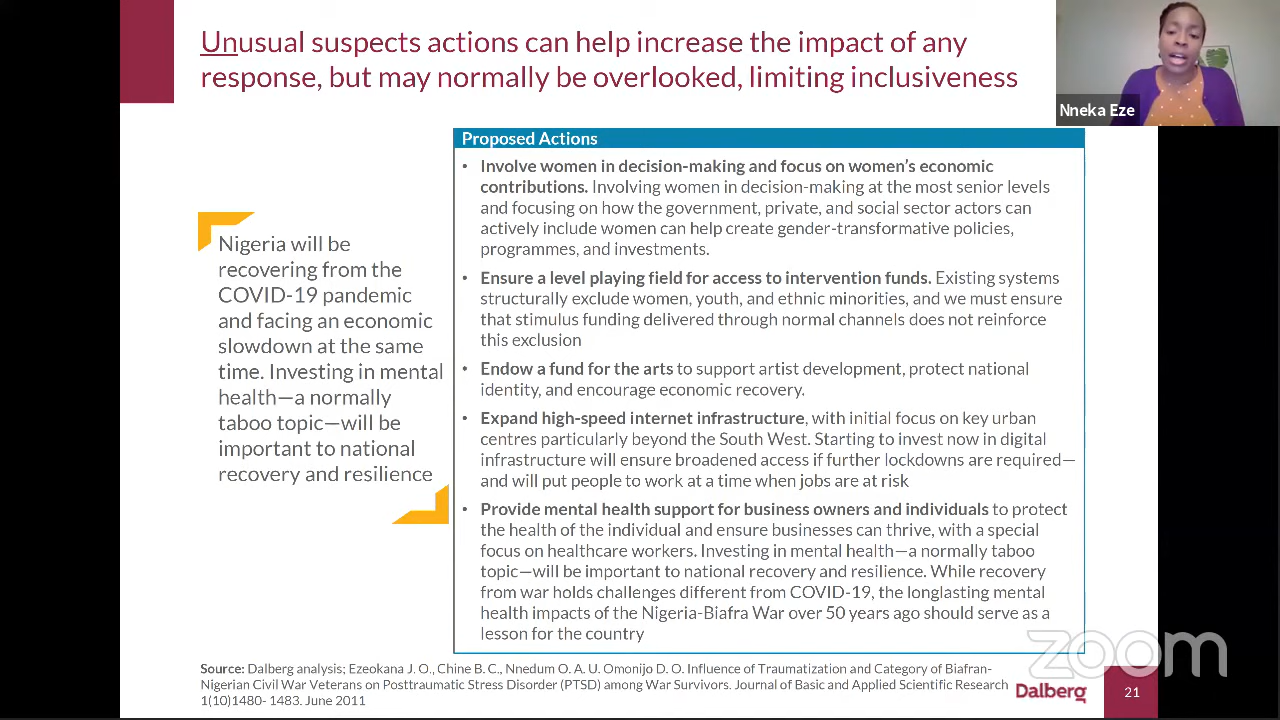 Unusual suspects actions can help increase the impact of any
response, but may normally be overlooked, limiting inclusiveness
Nneka Eze
Nigeria will be
recovering from the
COVID-19 pandemic
and facing an economic
slowdown at the same
time. Investing in mental
health—a normally
taboo topic—will be
important to national
recovery and resilience
Proposed Actions
• Involve women in decision-making and focus on women's economic
contributions. Involving women in decision-making at the most senior levels
and focusing on how the government, private, and social sector actors can
actively include women can help create gender-transformative policies,
programmes, and investments.
• Ensure a level playing field for access to intervention funds. Existing systems
structurally exclude women, youth, and ethnic minorities, and we must ensure
that stimulus funding delivered through normal channels does not reinforce
this exclusion
• Endow a fund for the arts to support artist development, protect national
identity, and encourage economic recovery.
• Expand high-speed internet infrastructure, with initial focus on key urban
centres particularly beyond the South West. Starting to invest now in digital
infrastructure will ensure broadened access if further lockdowns are required—
and will put people to work at a time when jobs are at risk
• Provide mental health support for business owners and individuals to protect
the health of the individual and ensure businesses can thrive, with a special
focus on healthcare workers. Investing in mental health—a normally taboo
topic—will be important to national recovery and resilience. While recovery
from war holds challenges different from COVID-19, the longlasting mental
health impacts of the Nigeria-Biafra War over 50 years ago should serve as a
lesson for the country
Source: Dalberg analysis; EzeoKana J. O., Chine B. C., Nnedum O. A. U. Omonijo D. O. Influence of Traumatization and Category of Biafran-
Nigerian Civil War Veterans on Posttraumatic Stress Disorder (PTSD) among War Survivors. Journal of Basic and Applied Scientific Research
1(10)1480- 1483. June 2011
Dalberg
21
zoom